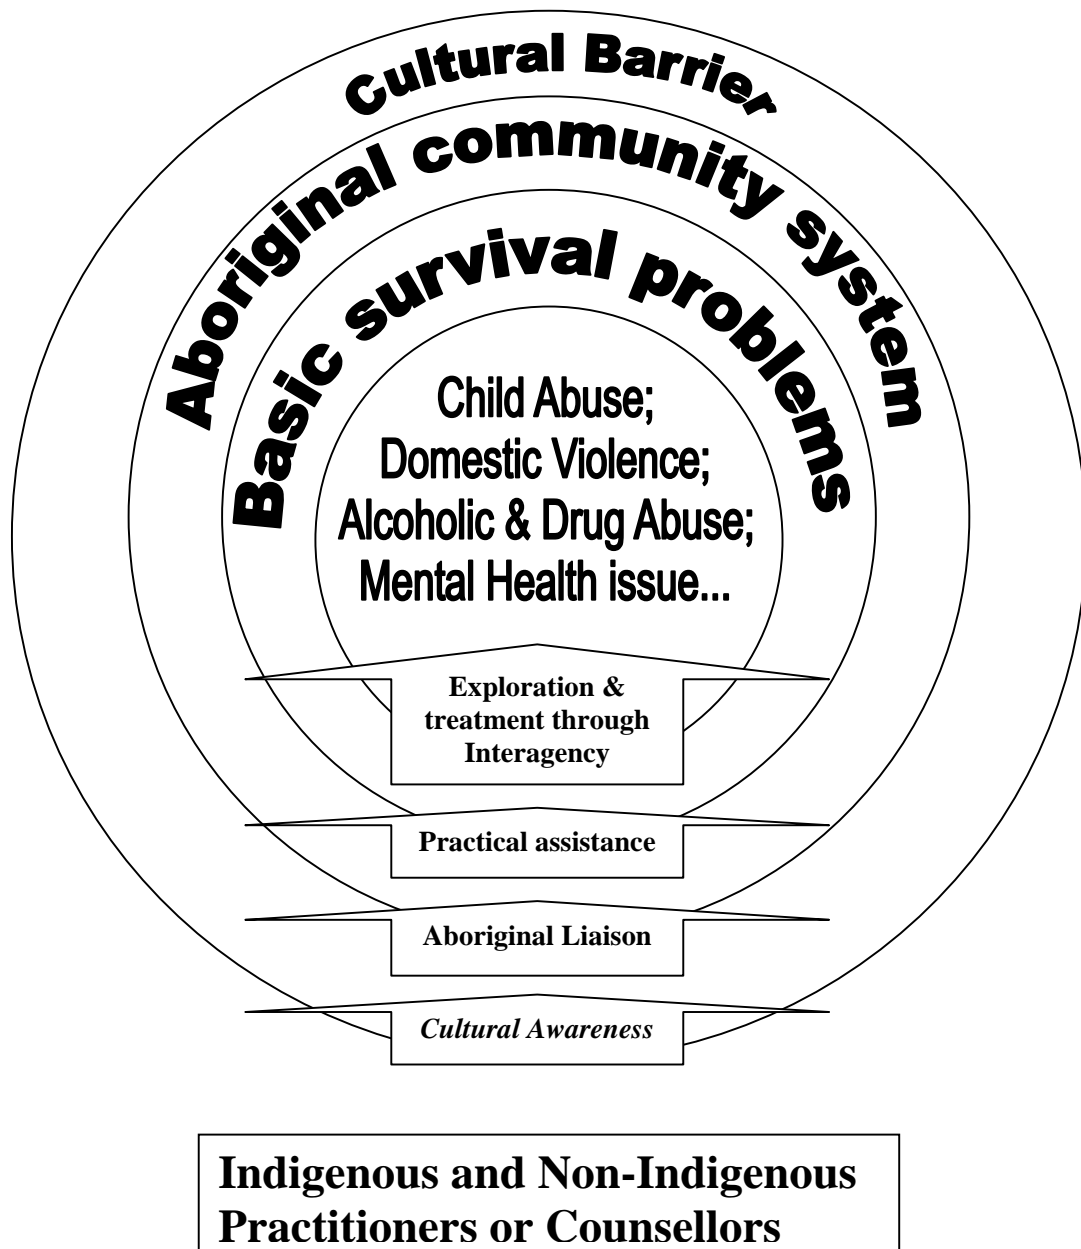 Cultural Barrier
Aboriginal community system
Basic survival problems
Child Abuse;
Domestic Violence;
Alcoholic & Drug Abuse;
Mental Health issue...
Exploration &
treatment through
Interagency
Practical assistance
Aboriginal Liaison
Cultural Awareness
Indigenous and Non-Indigenous
Practitioners or Counsellors